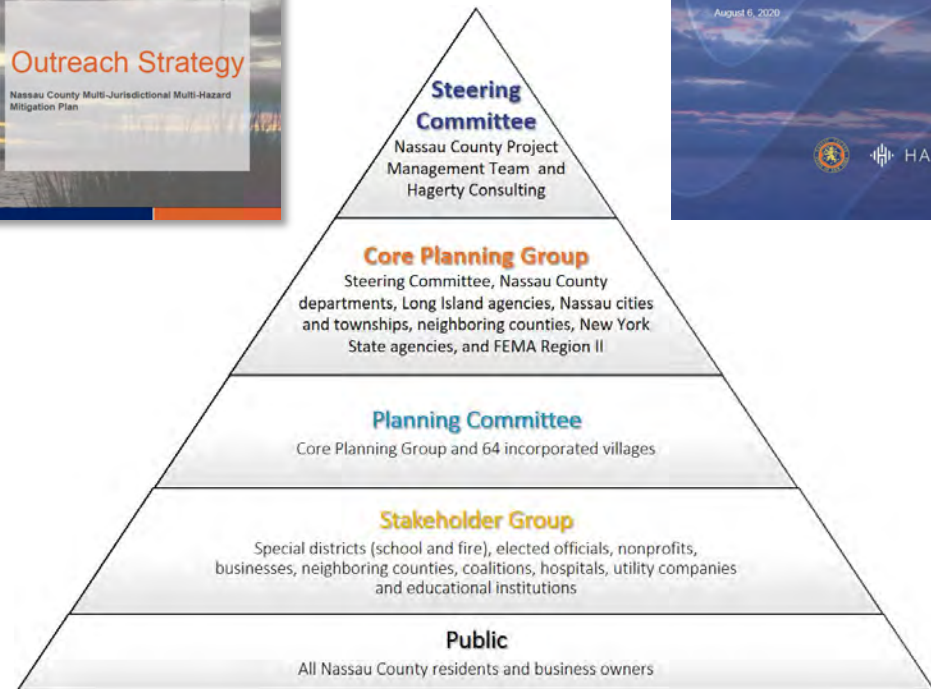 Outreach Strategy
Nassau County Multi-Jurisdictional Multi-Hazard
Mitigation Plan
August 6, 2020
HA
Steering
Committee
Nassau County Project
Management Team and
Hagerty Consulting
Core Planning Group
Steering Committee, Nassau County
departments, Long Island agencies, Nassau cities
and townships, neighboring counties, New York
State agencies, and FEMA Region II
Planning Committee
Core Planning Group and 64 incorporated villages
Stakeholder Group
Special districts (school and fire), elected officials, nonprofits,
businesses, neighboring counties, coalitions, hospitals, utility companies
and educational institutions
Public
All Nassau County residents and business owners